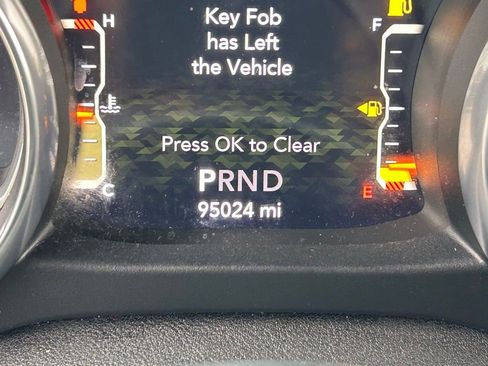 H
Key Fob
F
has Left
the Vehicle
Press OK to Clear
C
PRND
E
95024 mi